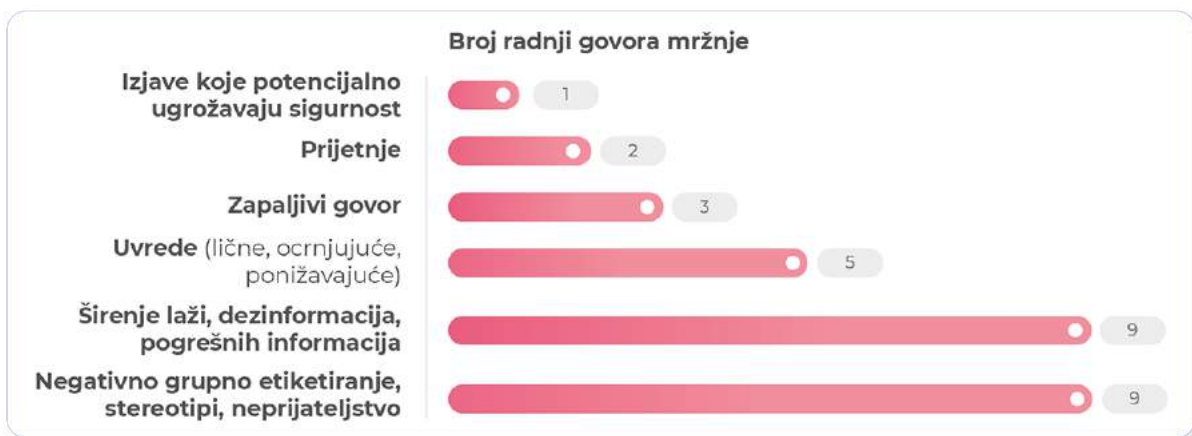 Broj radnji govora mržnje
Izjave koje potencijalno
ugrožavaju sigurnost
1
Prijetnje
2
Zapaljivi govor
3
Uvrede (lične, ocrnjujuće,
ponižavajuće)
5
Širenje laži, dezinformacija,
pogrešnih informacija
9
Negativno grupno etiketiranje,
stereotipi, neprijateljstvo
9